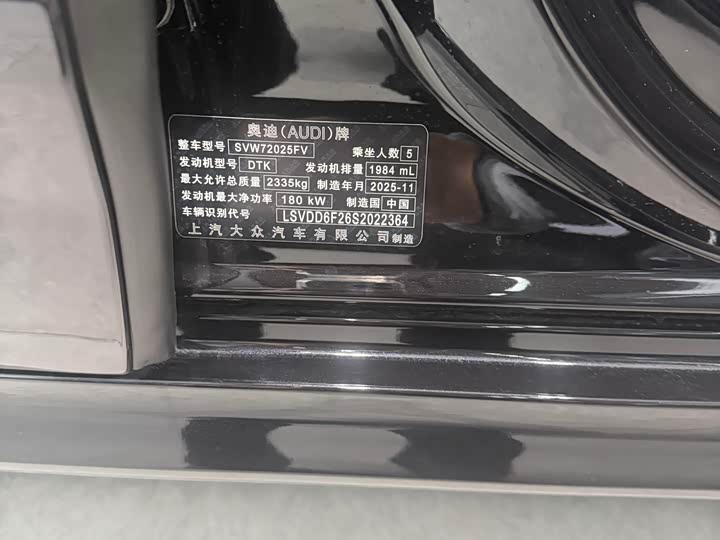 奥迪(AUDI)牌
整车型号 SVW72025FV 乘坐人数 5
发动机型号 DTK 发动机排量 1984 mL
最大允许总质量 2335kg 制造年月 2025-11
发动机最大净功率 180 kW 制造国 中国
车辆识别代号 LSVDD6F26S2022364
上汽大众汽车有限公司制造